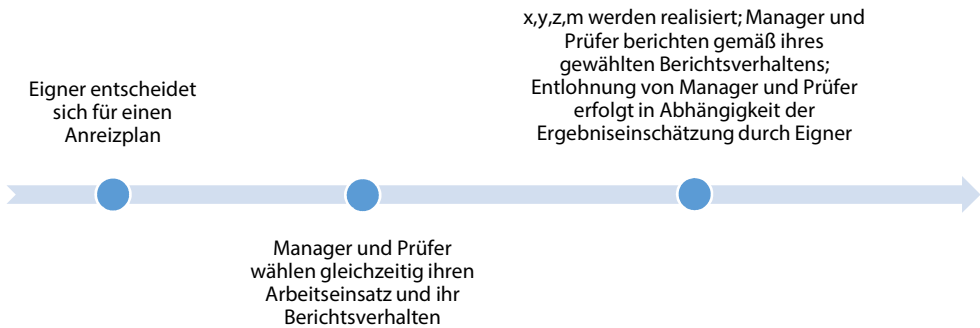 Eigner entscheidet
sich für einen
Anreizplan
Manager und Prüfer
wählen gleichzeitig ihren
Arbeitseinsatz und ihr
Berichtsverhalten
x,y,z,m werden realisiert; Manager und
Prüfer berichten gemäß ihres
gewählten Berichtsverhaltens;
Entlohnung von Manager und Prüfer
erfolgt in Abhängigkeit der
Ergebniseinschätzung durch Eigner